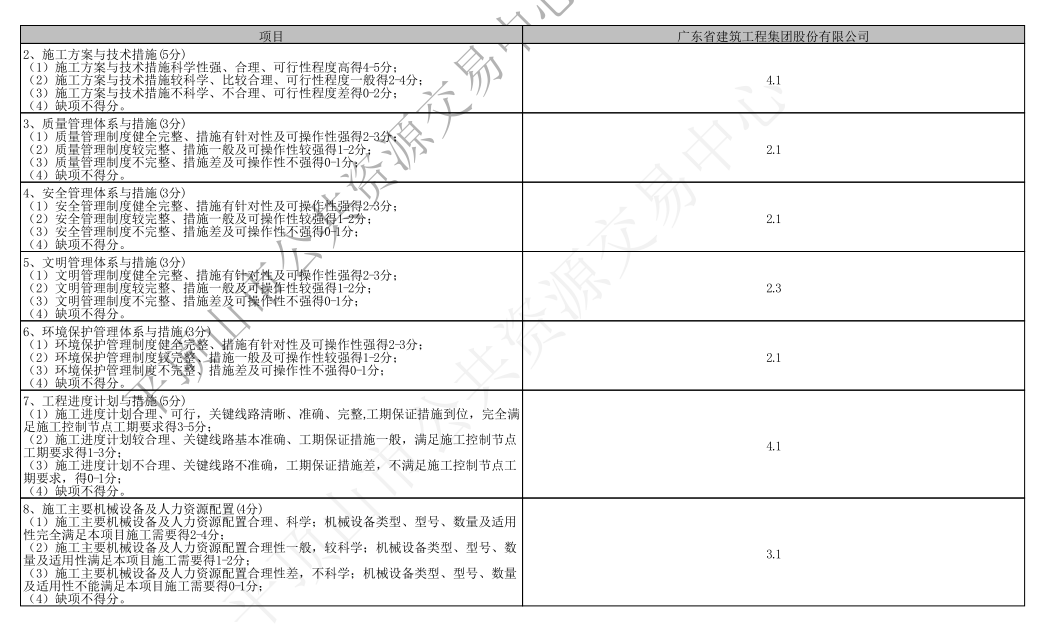 项目
广东省建筑工程集团股份有限公司
2、施工方案与技术措施(5分)
（1）施工方案与技术措施科学性强、合理、可行性程度高得4-5分；
（2）施工方案与技术措施较科学、比较合理、可行性程度一般得2-4分；
（3）施工方案与技术措施不科学、不合理、可行性程度差得0-2分；
（4）缺项不得分。
4.1
3、质量管理体系与措施(3分)
（1）质量管理制度健全完整、措施有针对性及可操作性强得2-3分；
（2）质量管理制度较完整、措施一般及可操作性较强得1-2分；
（3）质量管理制度不完整、措施差及可操作性不强得0-1分；
（4）缺项不得分。
2.1
4、安全管理体系与措施(3分)
（1）安全管理制度健全完整、措施有针对性及可操作性强得2-3分；
（2）安全管理制度较完整、措施一般及可操作性较强得1-2分；
（3）安全管理制度不完整、措施差及可操作性不强得0-1分；
（4）缺项不得分。
2.1
5、文明管理体系与措施(3分)
（1）文明管理制度健全完整、措施有针对性及可操作性强得2-3分；
（2）文明管理制度较完整、措施一般及可操作性较强得1-2分；
（3）文明管理制度不完整、措施差及可操作性不强得0-1分；
（4）缺项不得分。
2.3
6、环境保护管理体系与措施(3分)
（1）环境保护管理制度健全完整、措施有针对性及可操作性强得2-3分；
（2）环境保护管理制度较完整、措施一般及可操作性较强得1-2分；
（3）环境保护管理制度不完整、措施差及可操作性不强得0-1分；
（4）缺项不得分。
2.1
7、工程进度计划与措施(5分)
（1）施工进度计划合理、可行，关键线路清晰、准确、完整,工期保证措施到位，完全满
足施工控制节点工期要求得3-5分；
（2）施工进度计划较合理、关键线路基本准确、工期保证措施一般，满足施工控制节点
工期要求得1-3分；
（3）施工进度计划不合理、关键线路不准确，工期保证措施差，不满足施工控制节点工
期要求，得0-1分；
（4）缺项不得分。
4.1
8、施工主要机械设备及人力资源配置(4分)
（1）施工主要机械设备及人力资源配置合理、科学；机械设备类型、型号、数量及适用
性完全满足本项目施工需要得2-4分；
（2）施工主要机械设备及人力资源配置合理性一般，较科学；机械设备类型、型号、数
量及适用性满足本项目施工需要得1-2分；
（3）施工主要机械设备及人力资源配置合理性差，不科学；机械设备类型、型号、数量
及适用性不能满足本项目施工需要得0-1分；
（4）缺项不得分。
3.1
平顶山市公共资源交易中心
平顶山市公共资源交易中心